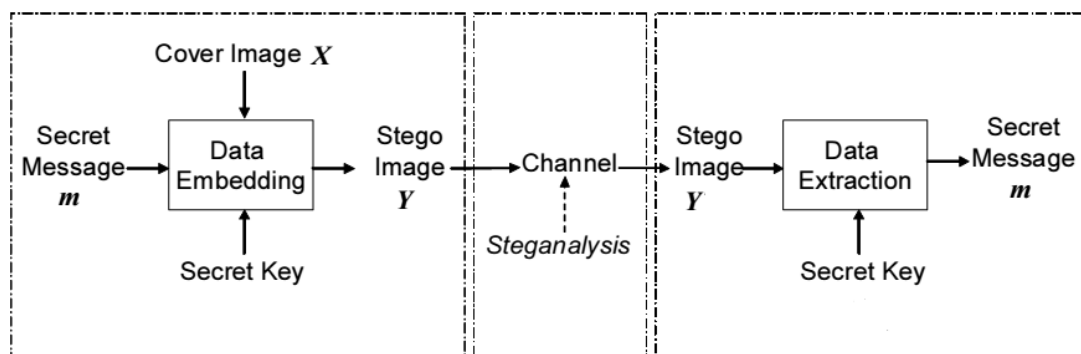 Cover Image X
Secret
Message
m
Data
Embedding
Secret Key
Stego
Image
Y
Channel
Steganalysis
Stego
Image
Y
Data
Extraction
Secret Key
Secret
Message
m